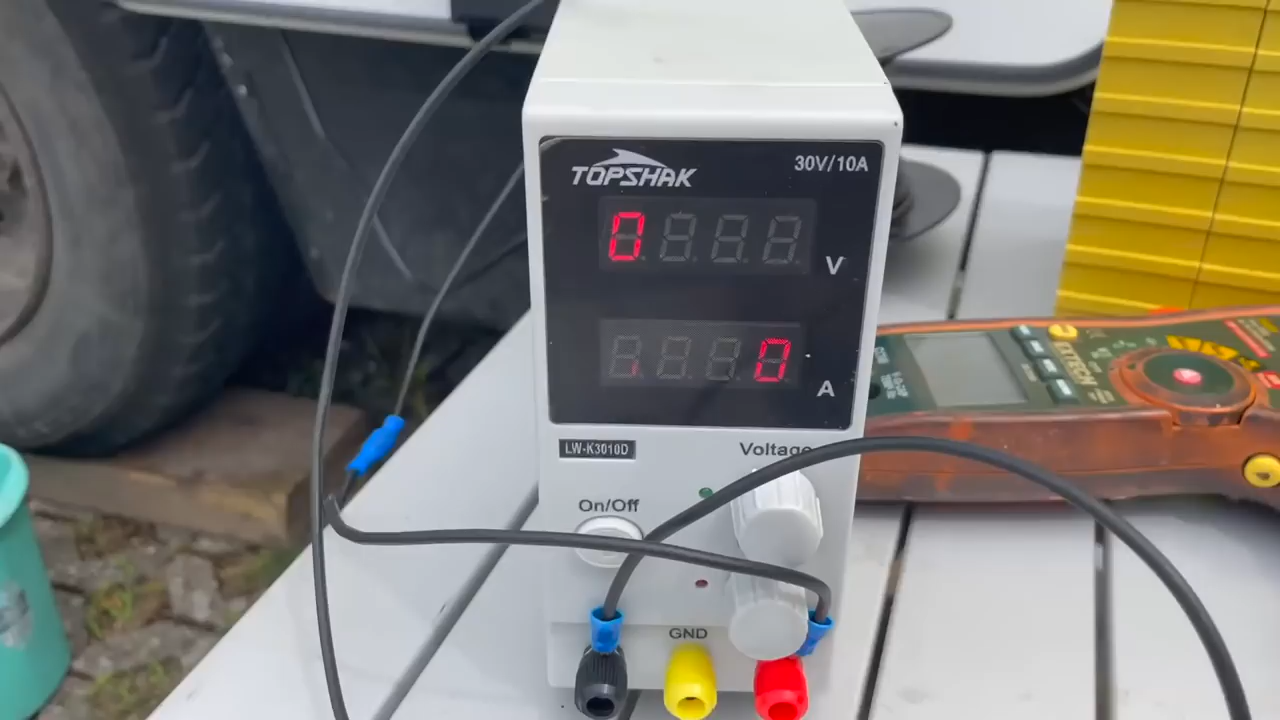 TOPSHAK
30V/10A
0
V
0
A
LW-K3010D
Voltage
On/Off
GND
EXTECH